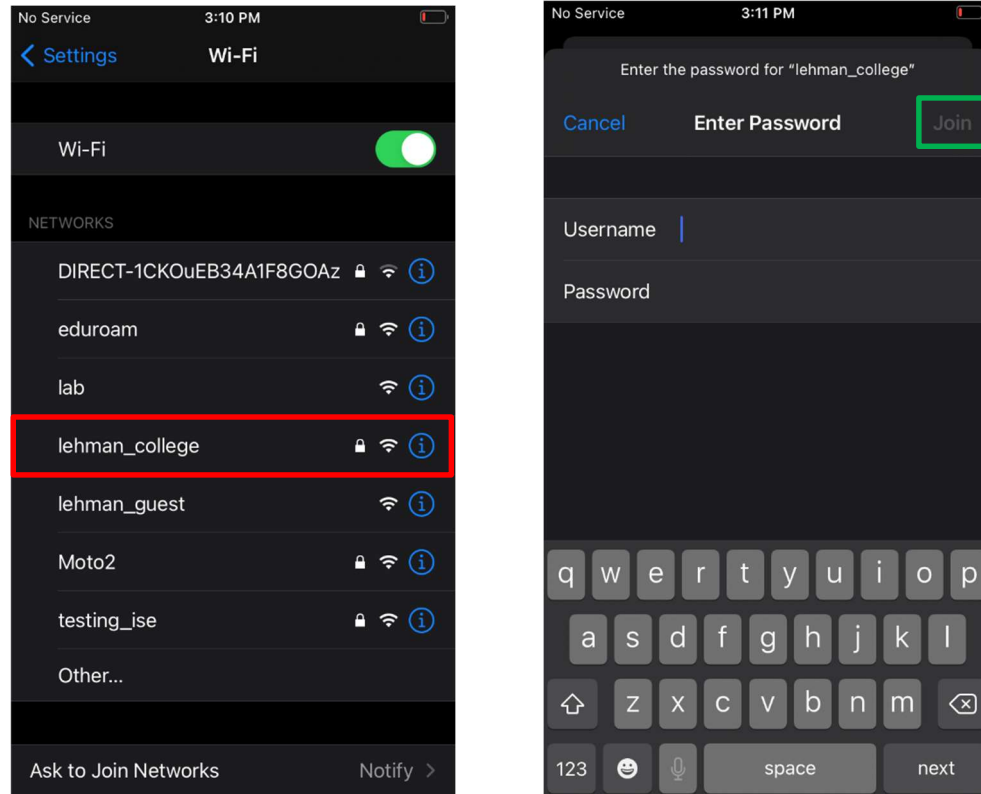 No Service 3:10 PM
Settings Wi-Fi
Wi-Fi
NETWORKS
DIRECT-1CKOuEB34A1F8GOAz
eduroam
lab
lehman_college
lehman_guest
Moto2
testing_ise
Other...
Ask to Join Networks Notify
No Service 3:11 PM
Enter the password for “lehman_college”
Cancel Enter Password Join
Username
Password
q w e r t y u i o p
a s d f g h j k l
z x c v b n m
123 space next